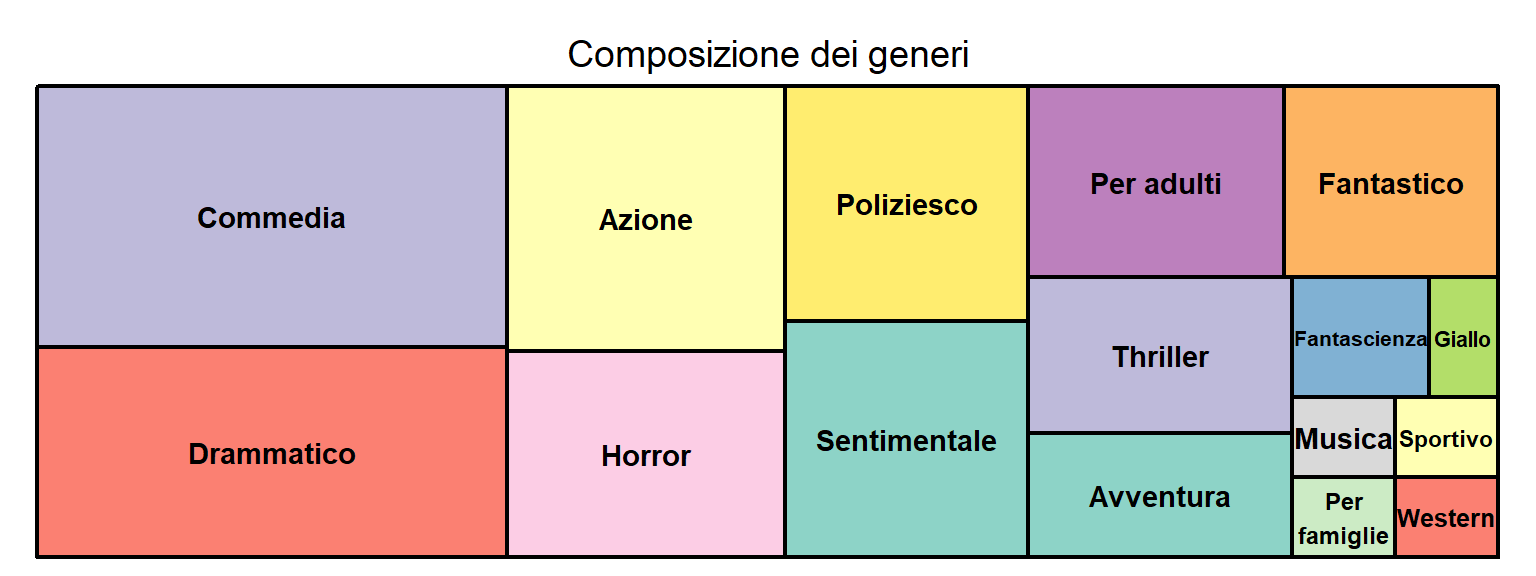 Composizione dei generi
Commedia
Drammatico
Azione
Horror
Poliziesco
Sentimentale
Per adulti
Fantastico
Thriller
Avventura
Fantascienza
Giallo
Musica
Sportivo
Per
famiglie
Western